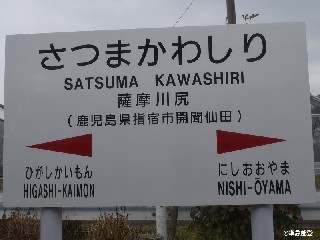 さつまかわしり
SATSUMA KAWASHIRI
薩摩川尻
(鹿児島県指宿市開聞仙田)
ひがしかいもん
HIGASHI-KAIMON
にしおおやま
NISHI-ŌYAMA